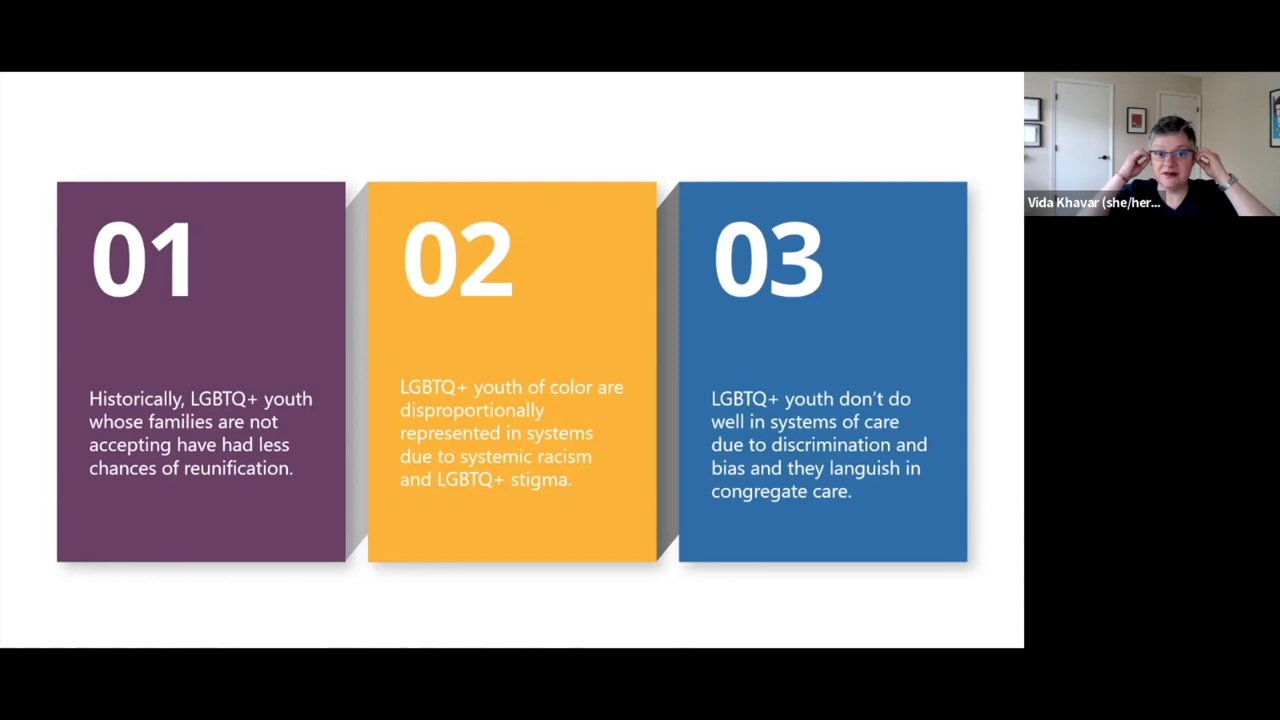 01
Historically, LGBTQ+ youth
whose families are not
accepting have had less
chances of reunification.
02
LGBTQ+ youth of color are
disproportionally
represented in systems
due to systemic racism
and LGBTQ+ stigma.
03
LGBTQ+ youth don’t do
well in systems of care
due to discrimination and
bias and they languish in
congregate care.
Vida Khavar (she/her...